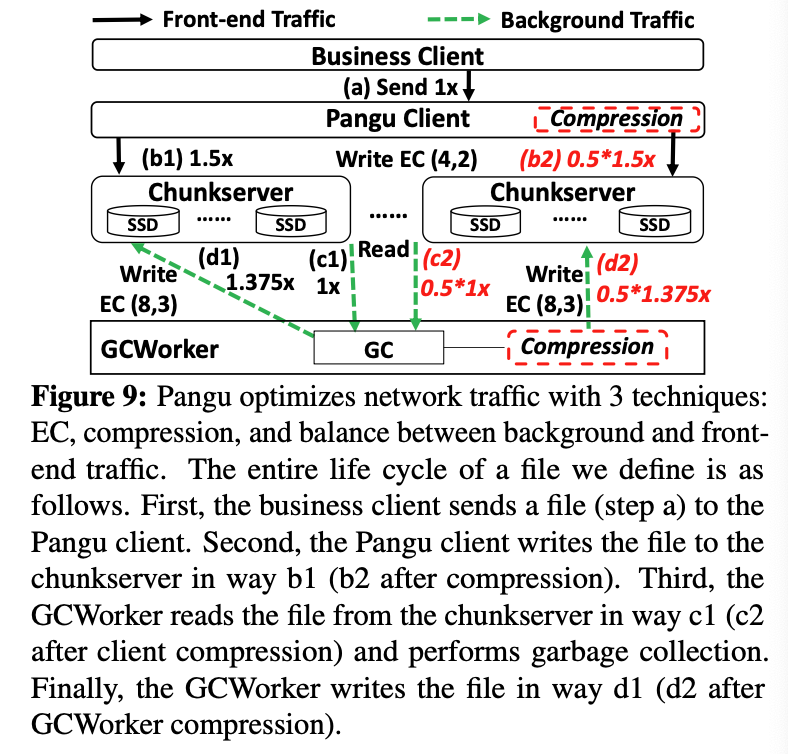 Front-end Traffic Background Traffic
Business Client
(a) Send 1x
Pangu Client Compression
(b1) 1.5x Write EC (4,2) (b2) 0.5*1.5x
Chunkserver Chunkserver
SSD ...... SSD ...... SSD ...... SSD
(d1) (c1) Read (c2) (d2)
Write 1.375x 1x 0.5*1x Write 0.5*1.375x
EC (8,3) EC (8,3)
GCWorker GC Compression
Figure 9: Pangu optimizes network traffic with 3 techniques:
EC, compression, and balance between background and front-
end traffic. The entire life cycle of a file we define is as
follows. First, the business client sends a file (step a) to the
Pangu client. Second, the Pangu client writes the file to the
chunkserver in way b1 (b2 after compression). Third, the
GCWorker reads the file from the chunkserver in way c1 (c2
after client compression) and performs garbage collection.
Finally, the GCWorker writes the file in way d1 (d2 after
GCWorker compression).